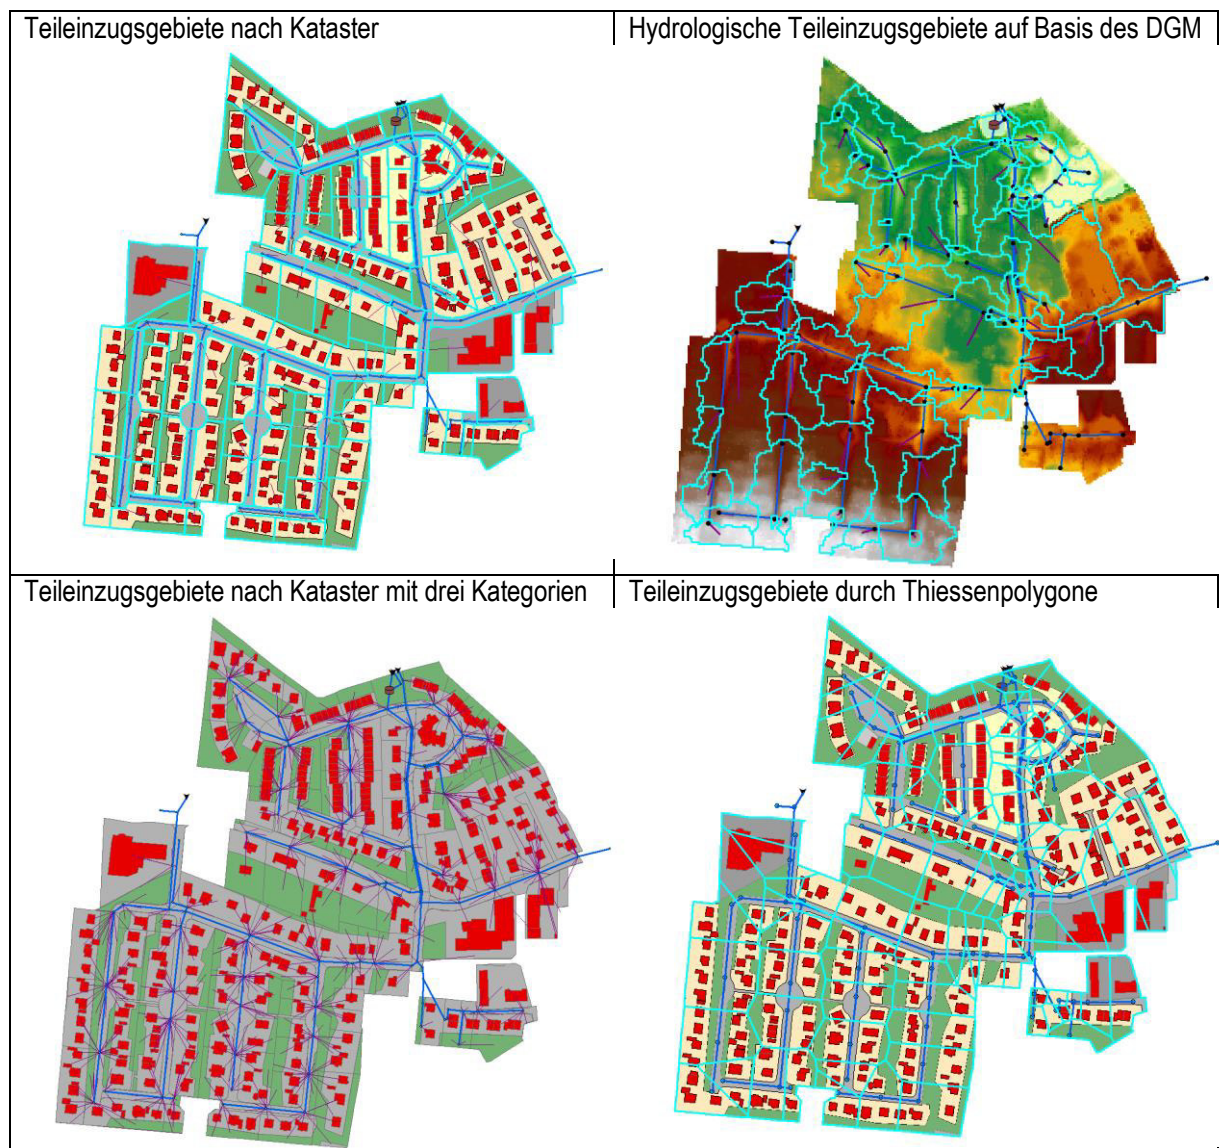 Teileinzugsgebiete nach Kataster
Hydrologische Teileinzugsgebiete auf Basis des DGM
Teileinzugsgebiete nach Kataster mit drei Kategorien
Teileinzugsgebiete durch Thiessenpolygone